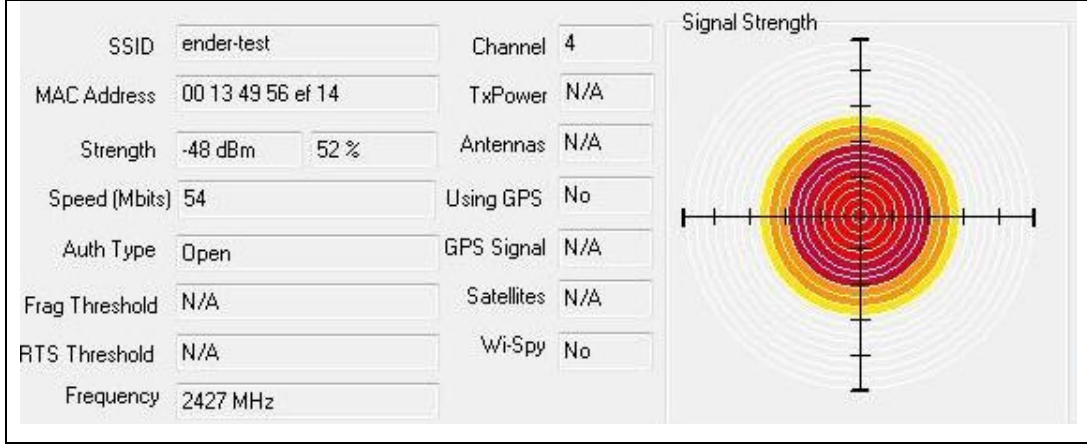 SSID ender-test
MAC Address 00 13 49 56 ef 14
Strength -48 dBm 52 %
Speed (Mbits) 54
Auth Type Open
Frag Threshold N/A
RTS Threshold N/A
Frequency 2427 MHz
Channel 4
TxPower N/A
Antennas N/A
Using GPS No
GPS Signal N/A
Satellites N/A
Wi-Spy No
Signal Strength